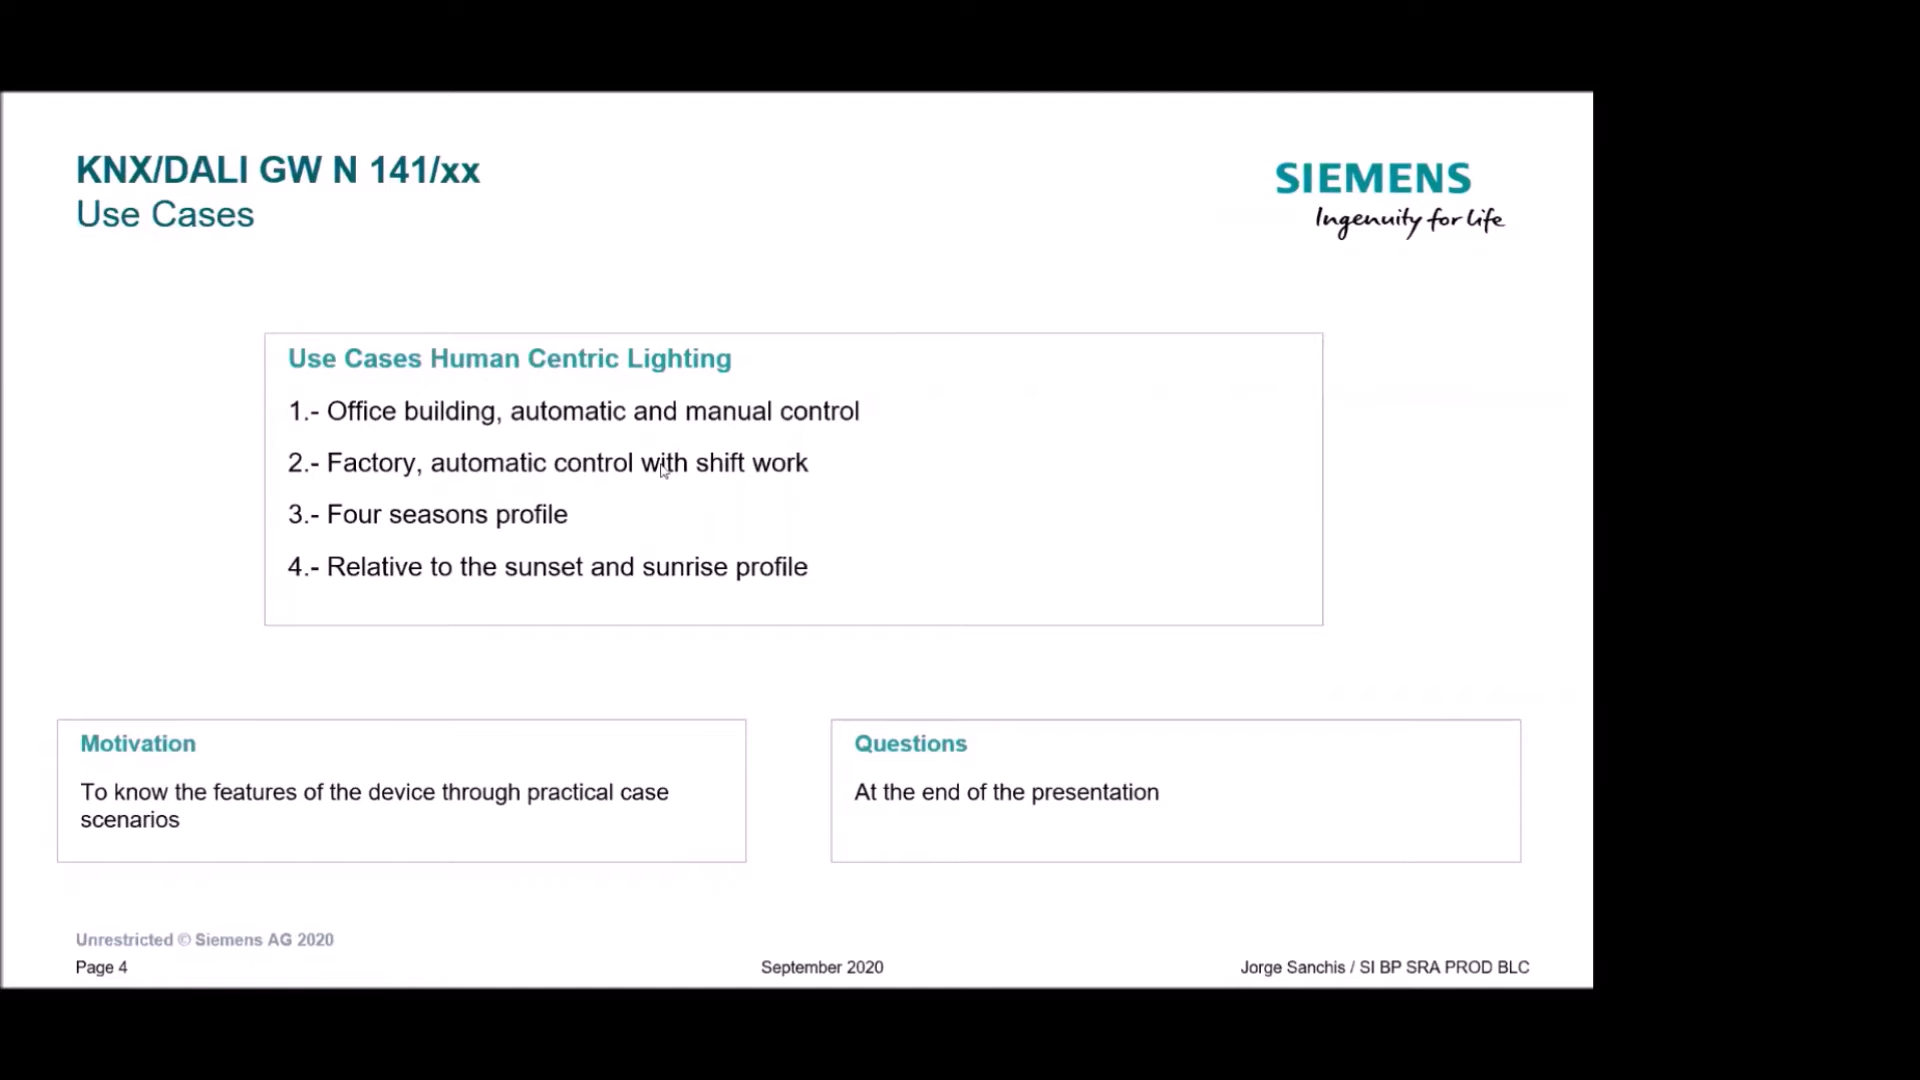 KNX/DALI GW N 141/xx
Use Cases
SIEMENS
Ingenuity for life
Use Cases Human Centric Lighting
1.- Office building, automatic and manual control
2.- Factory, automatic control with shift work
3.- Four seasons profile
4.- Relative to the sunset and sunrise profile
Motivation
To know the features of the device through practical case
scenarios
Questions
At the end of the presentation
Unrestricted © Siemens AG 2020
Page 4
September 2020
Jorge Sanchis / SI BP SRA PROD BLC